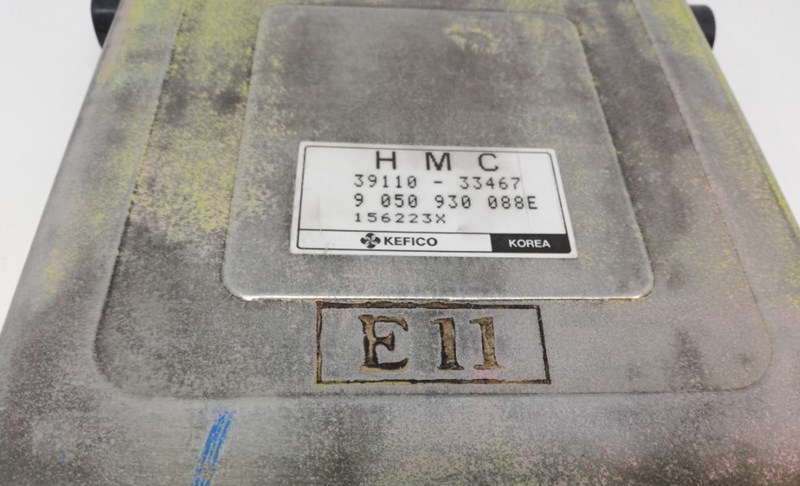 H M C
39110 - 33467
9 050 930 088E
156223X
KEFICO KOREA
E11